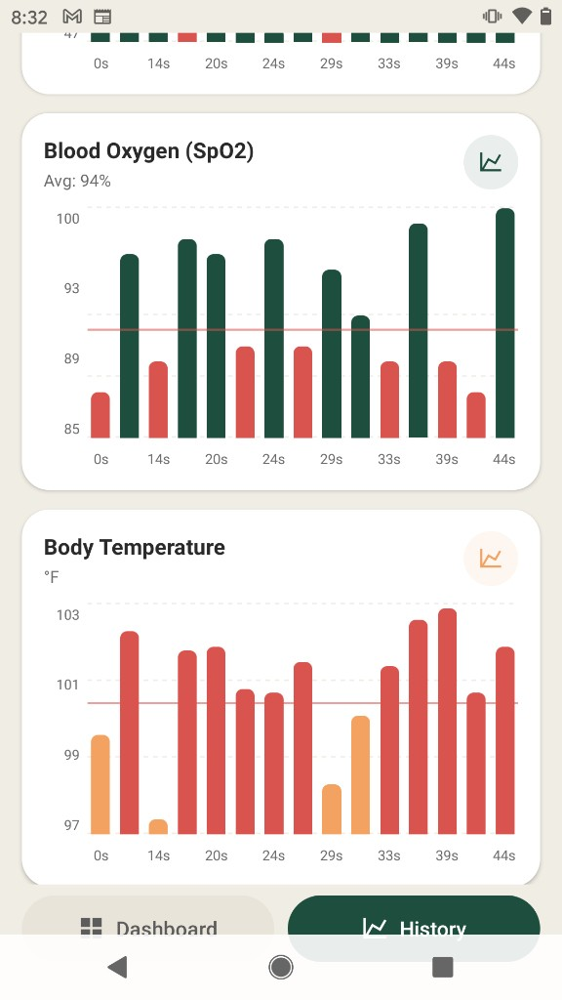 8:32
47
0s 14s 20s 24s 29s 33s 39s 44s
Blood Oxygen (SpO2)
Avg: 94%
100
93
89
85
0s 14s 20s 24s 29s 33s 39s 44s
Body Temperature
°F
103
101
99
97
0s 14s 20s 24s 29s 33s 39s 44s
Dashboard History